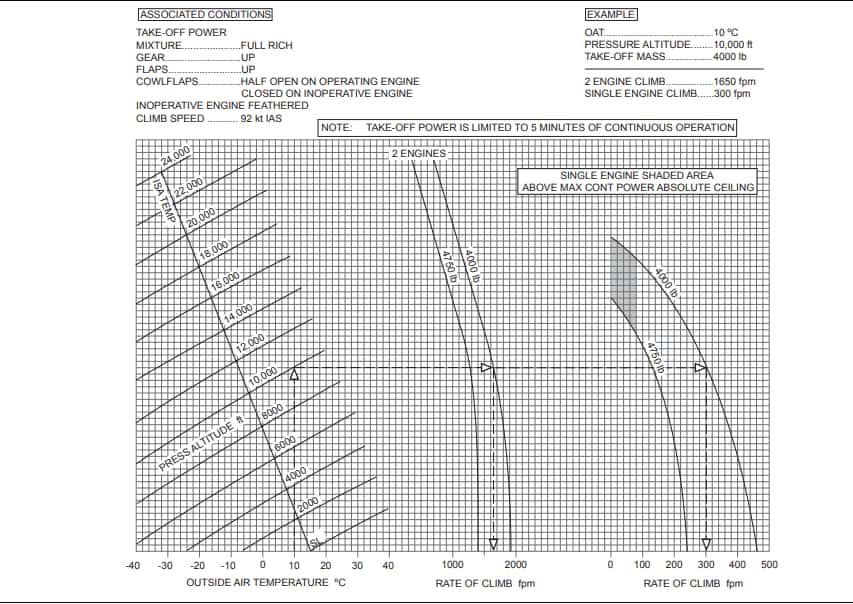 ASSOCIATED CONDITIONS
TAKE-OFF POWER
MIXTURE..................FULL RICH
GEAR.........................UP
FLAPS........................UP
COWLFLAPS..............HALF OPEN ON OPERATING ENGINE
CLOSED ON INOPERATIVE ENGINE
INOPERATIVE ENGINE FEATHERED
CLIMB SPEED .......... 92 kt IAS
EXAMPLE
OAT....................................10 ºC
PRESSURE ALTITUDE.......10,000 ft
TAKE-OFF MASS................4000 lb
2 ENGINE CLIMB................1650 fpm
SINGLE ENGINE CLIMB......300 fpm
NOTE: TAKE-OFF POWER IS LIMITED TO 5 MINUTES OF CONTINUOUS OPERATION
2 ENGINES
SINGLE ENGINE SHADED AREA
ABOVE MAX CONT POWER ABSOLUTE CEILING
24,000
ISA TEMP
22,000
20,000
18,000
16,000
14,000
12,000
10,000
8000
6000
4000
2000
SL
PRESS ALTITUDE ft
4750 lb
4000 lb
4000 lb
4750 lb
-40 -30 -20 -10 0 10 20 30 40 1000 2000 0 100 200 300 400 500
OUTSIDE AIR TEMPERATURE ºC RATE OF CLIMB fpm RATE OF CLIMB fpm